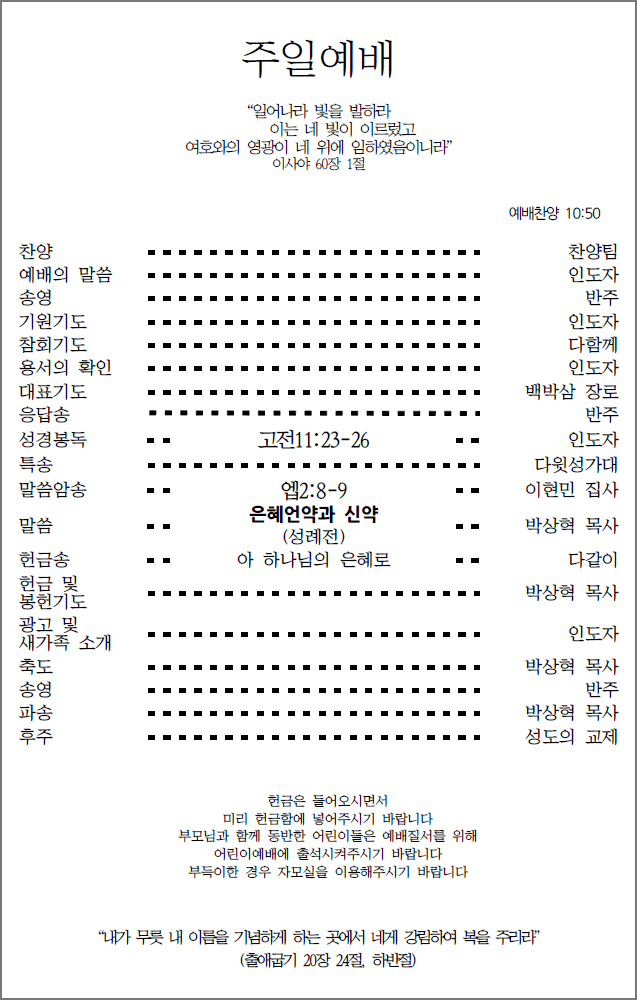 주일예배
“일어나라 빛을 발하라
이는 네 빛이 이르렀고
여호와의 영광이 네 위에 임하였음이니라”
이사야 60장 1절
예배찬양 10:50
찬양 찬양팀
예배의 말씀 인도자
송영 반주
기원기도 인도자
참회기도 다함께
용서의 확인 인도자
대표기도 백박삼 장로
응답송 반주
성경봉독 고전11:23-26 인도자
특송 다윗성가대
말씀암송 엡2:8-9 이현민 집사
말씀 은혜언약과 신약 박상혁 목사
(성례전)
헌금송 아 하나님의 은혜로 다같이
헌금 및
봉헌기도 박상혁 목사
광고 및
새가족 소개 인도자
축도 박상혁 목사
송영 반주
파송 박상혁 목사
후주 성도의 교제
헌금은 들어오시면서
미리 헌금함에 넣어주시기 바랍니다
부모님과 함께 동반한 어린이들은 예배질서를 위해
어린이예배에 출석시켜주시기 바랍니다
부득이한 경우 자모실을 이용해주시기 바랍니다
“내가 무릇 내 이름을 기념하게 하는 곳에서 네게 강림하여 복을 주리라”
(출애굽기 20장 24절, 하반절)